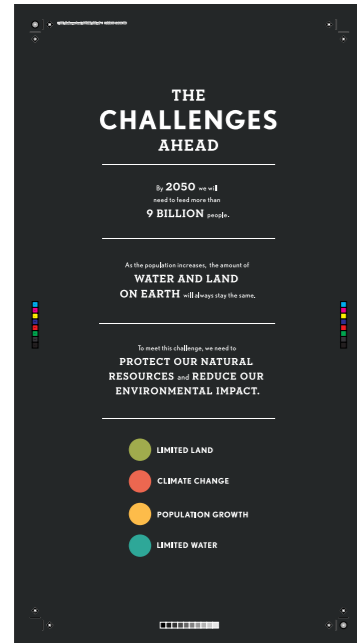 THE
CHALLENGES
AHEAD
By 2050 we will
need to feed more than
9 BILLION people.
As the population increases, the amount of
WATER AND LAND
ON EARTH will always stay the same.
To meet this challenge, we need to
PROTECT OUR NATURAL
RESOURCES and REDUCE OUR
ENVIRONMENTAL IMPACT.
LIMITED LAND
CLIMATE CHANGE
POPULATION GROWTH
LIMITED WATER